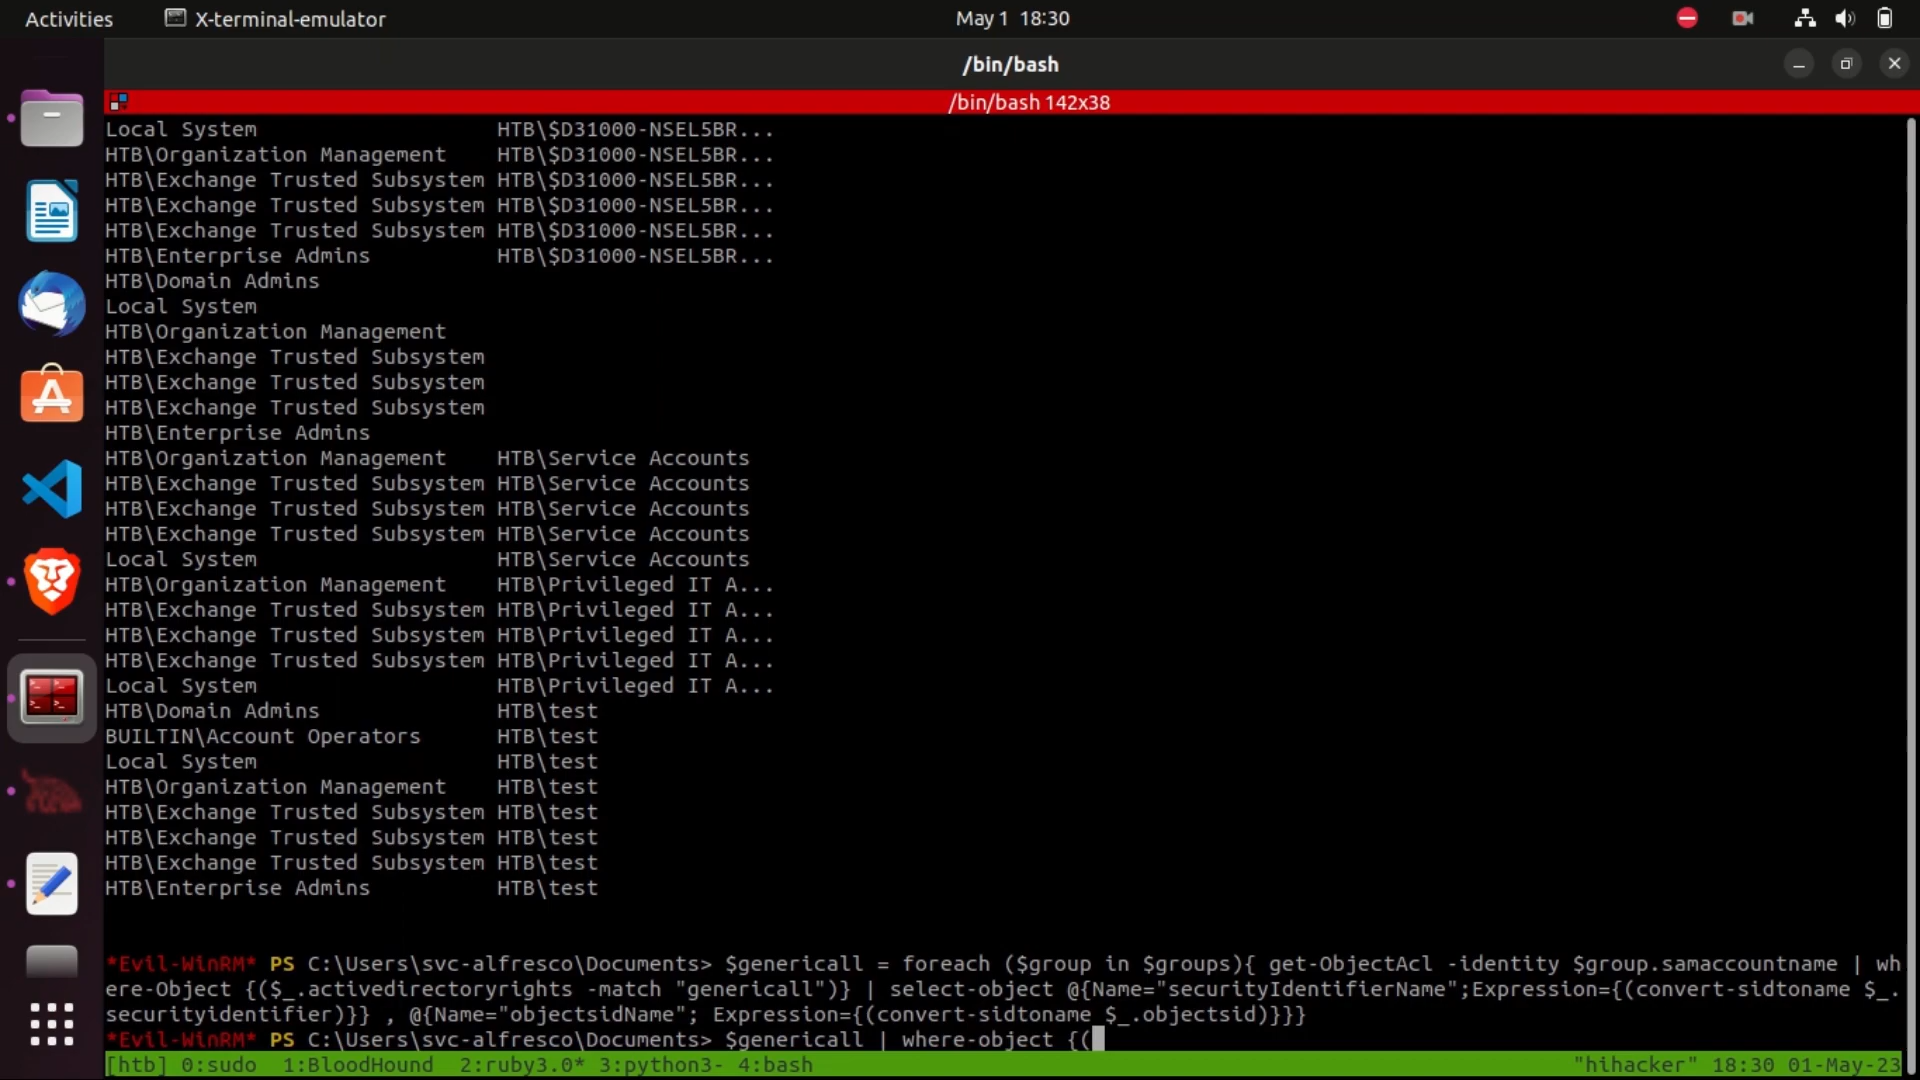 Activities X-terminal-emulator May 1 18:30
/bin/bash
/bin/bash 142x38
Local System HTB\$D31000-NSEL5BR...
HTB\Organization Management HTB\$D31000-NSEL5BR...
HTB\Exchange Trusted Subsystem HTB\$D31000-NSEL5BR...
HTB\Exchange Trusted Subsystem HTB\$D31000-NSEL5BR...
HTB\Exchange Trusted Subsystem HTB\$D31000-NSEL5BR...
HTB\Enterprise Admins HTB\$D31000-NSEL5BR...
HTB\Domain Admins
Local System
HTB\Organization Management
HTB\Exchange Trusted Subsystem
HTB\Exchange Trusted Subsystem
HTB\Exchange Trusted Subsystem
HTB\Enterprise Admins
HTB\Organization Management HTB\Service Accounts
HTB\Exchange Trusted Subsystem HTB\Service Accounts
HTB\Exchange Trusted Subsystem HTB\Service Accounts
HTB\Exchange Trusted Subsystem HTB\Service Accounts
Local System HTB\Service Accounts
HTB\Organization Management HTB\Privileged IT A...
HTB\Exchange Trusted Subsystem HTB\Privileged IT A...
HTB\Exchange Trusted Subsystem HTB\Privileged IT A...
HTB\Exchange Trusted Subsystem HTB\Privileged IT A...
Local System HTB\Privileged IT A...
HTB\Domain Admins HTB\test
BUILTIN\Account Operators HTB\test
Local System HTB\test
HTB\Organization Management HTB\test
HTB\Exchange Trusted Subsystem HTB\test
HTB\Exchange Trusted Subsystem HTB\test
HTB\Exchange Trusted Subsystem HTB\test
HTB\Enterprise Admins HTB\test
*Evil-WinRM* PS C:\Users\svc-alfresco\Documents> $genericall = foreach ($group in $groups){ get-ObjectAcl -identity $group.samaccountname | wh
ere-Object {($_.activedirectoryrights -match "genericall")} | select-object @{Name="securityIdentifierName";Expression={(convert-sidtoname $_.
securityidentifier)}} , @{Name="objectsidName"; Expression={(convert-sidtoname $_.objectsid)}}}
*Evil-WinRM* PS C:\Users\svc-alfresco\Documents> $genericall | where-object {(
[htb] 0:sudo 1:BloodHound 2:ruby3.0* 3:python3- 4:bash "hihacker" 18:30 01-May-23